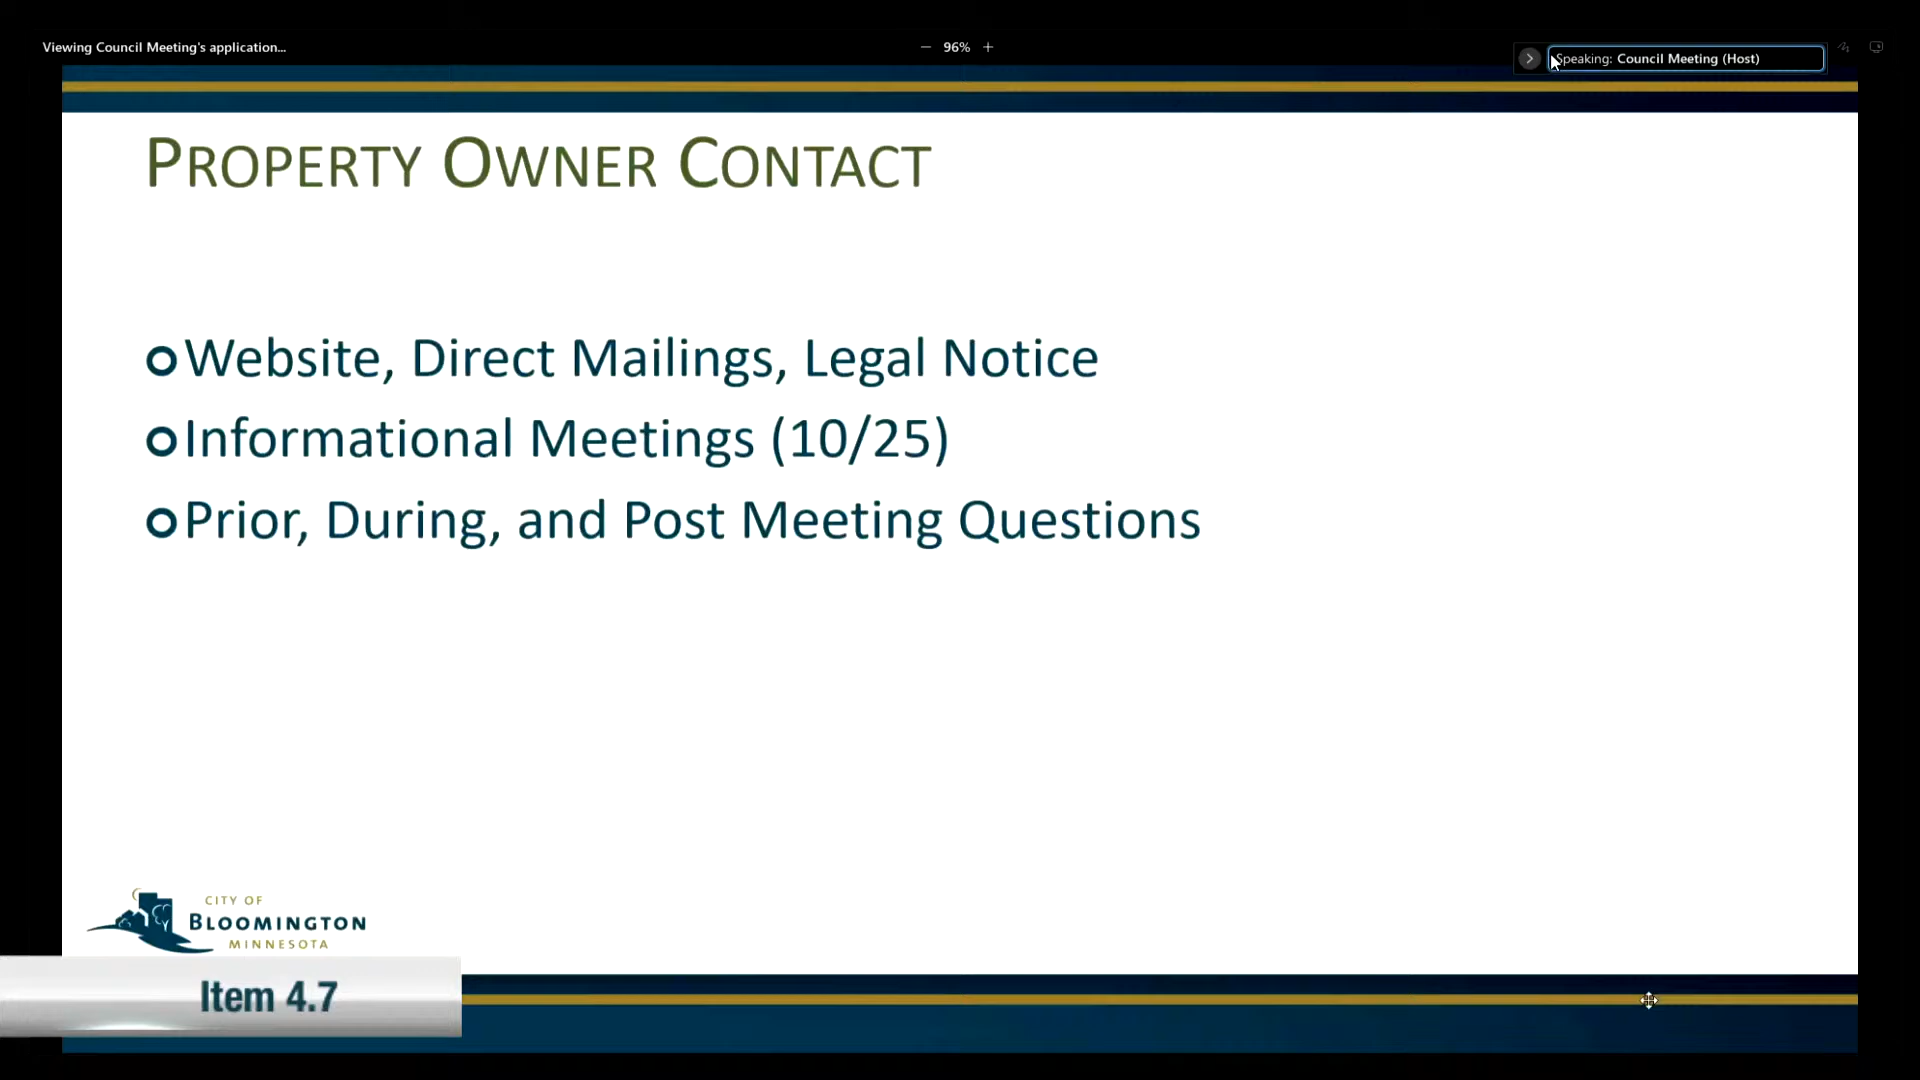 Viewing Council Meeting's application...
96%
Speaking: Council Meeting (Host)
PROPERTY OWNER CONTACT
Website, Direct Mailings, Legal Notice
Informational Meetings (10/25)
Prior, During, and Post Meeting Questions
CITY OF
BLOOMINGTON
MINNESOTA
Item 4.7